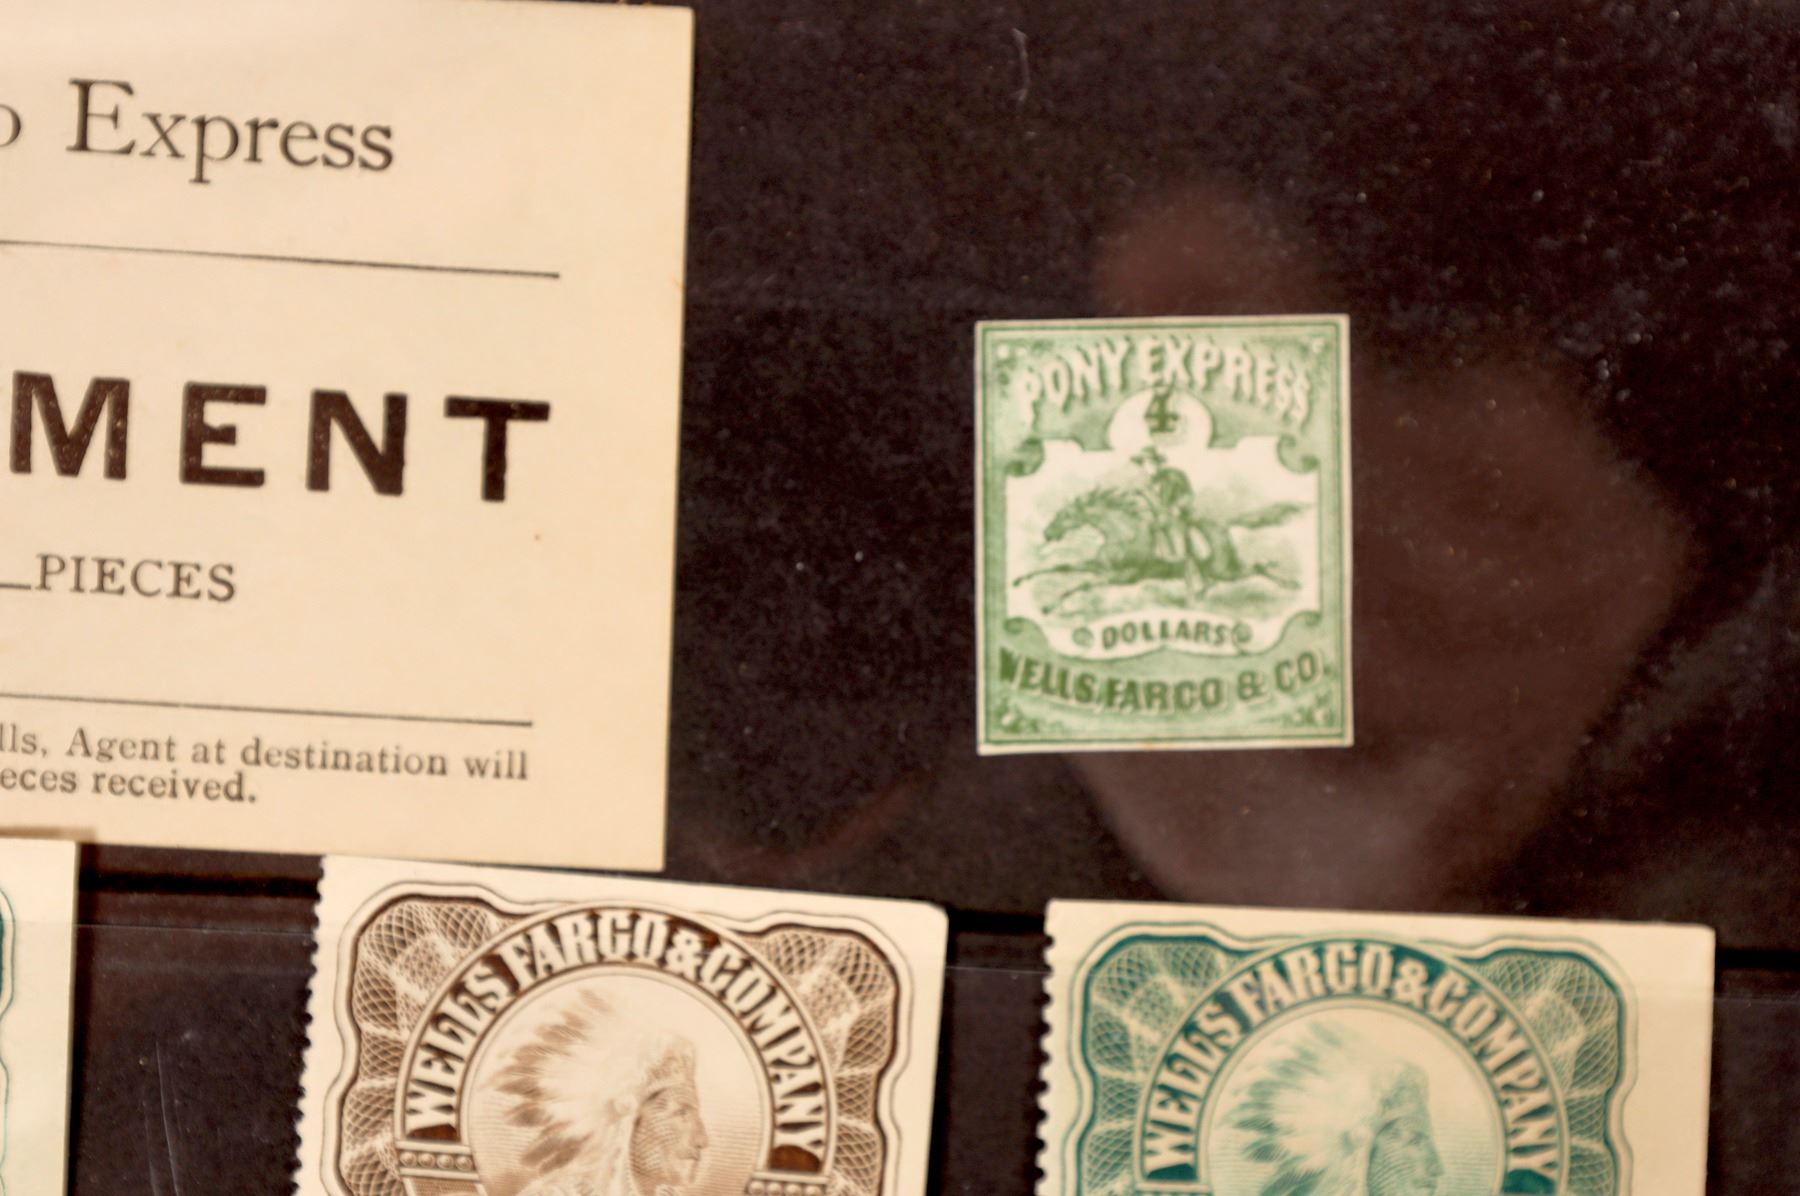 o Express
MENT
PIECES
lls, Agent at destination will
eces received.
PONY EXPRESS
4
DOLLARS
WELLS, FARGO & CO.
WELLS FARGO & COMPANY
WELLS FARGO & COMPANY